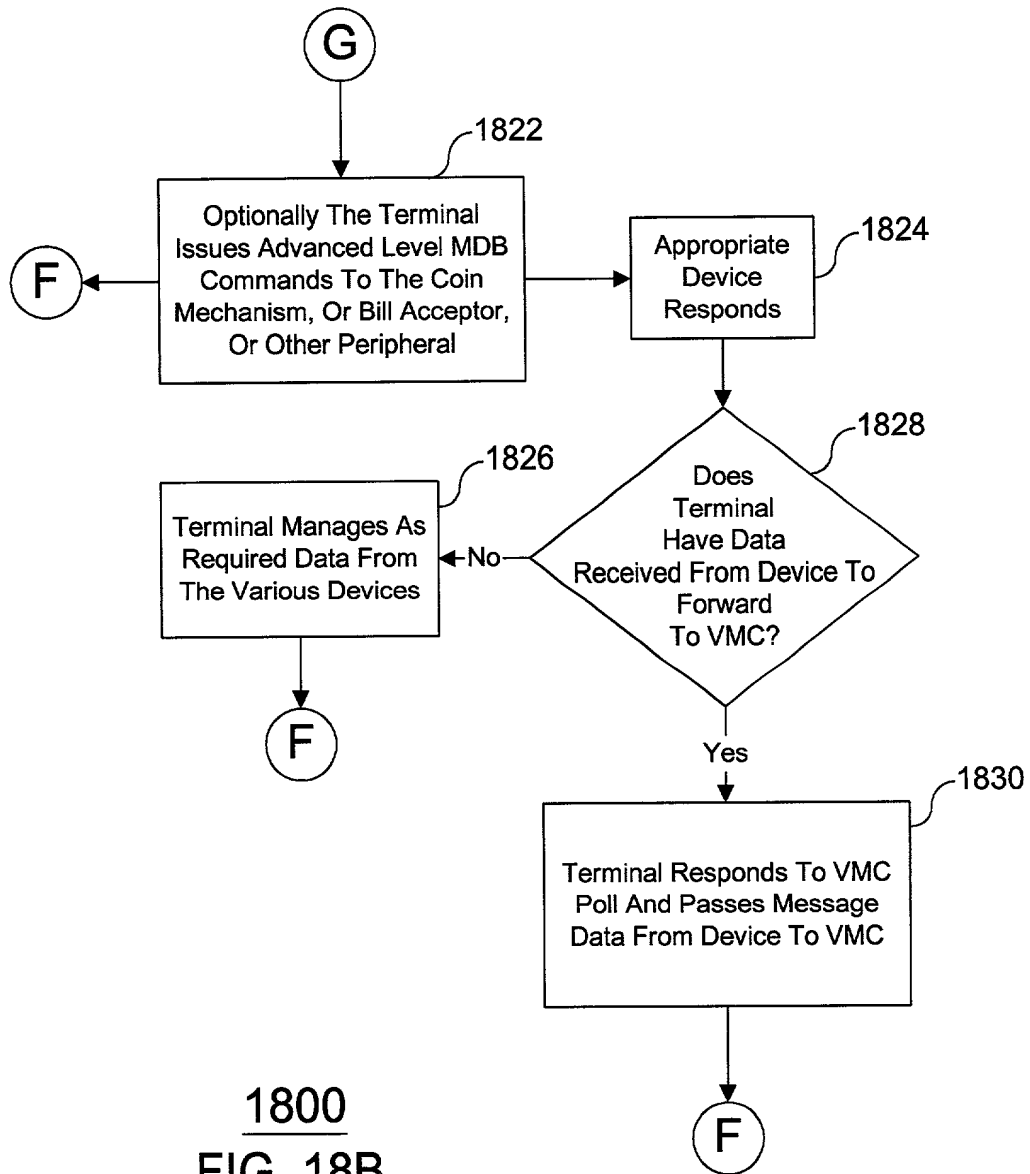 G
1822
Optionally The Terminal
Issues Advanced Level MDB
Commands To The Coin
Mechanism, Or Bill Acceptor,
Or Other Peripheral
F
1824
Appropriate
Device
Responds
1828
Does
Terminal
Have Data
Received From Device To
Forward
To VMC?
No
1826
Terminal Manages As
Required Data From
The Various Devices
F
Yes
1830
Terminal Responds To VMC
Poll And Passes Message
Data From Device To VMC
F
1800
FIG. 18B